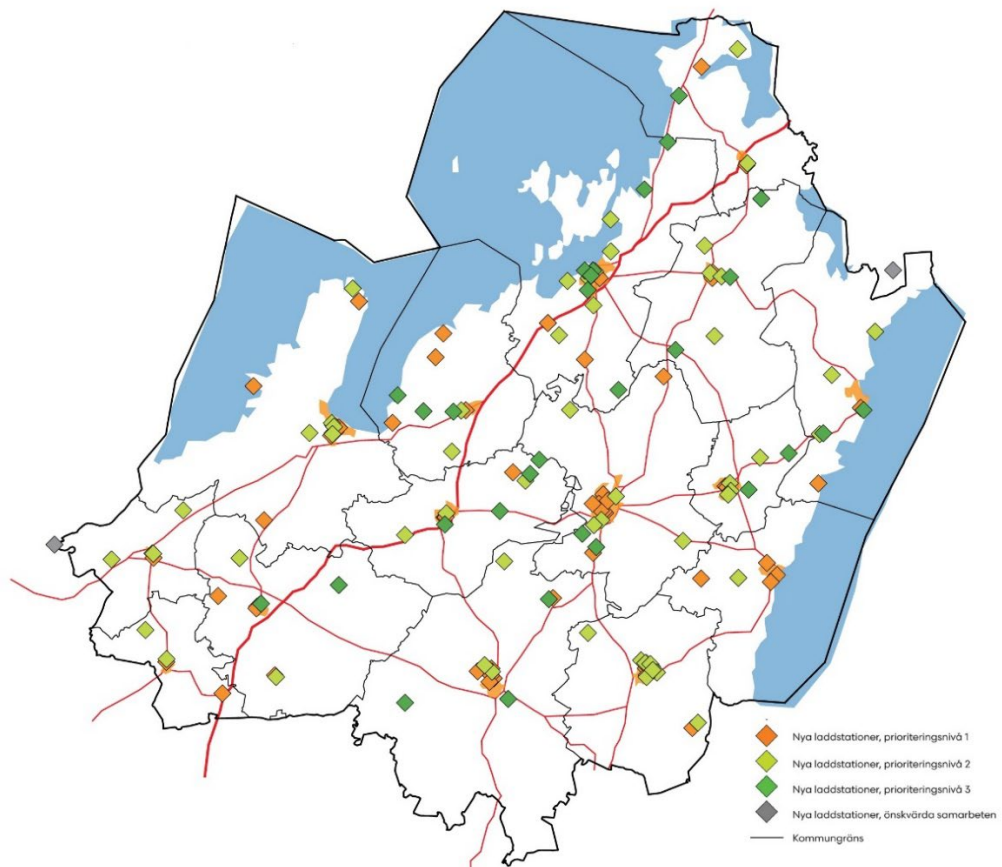 Nya laddstationer, prioriteringsnivå 1
Nya laddstationer, prioriteringsnivå 2
Nya laddstationer, prioriteringsnivå 3
Nya laddstationer, önskvärda samarbeten
Kommungräns